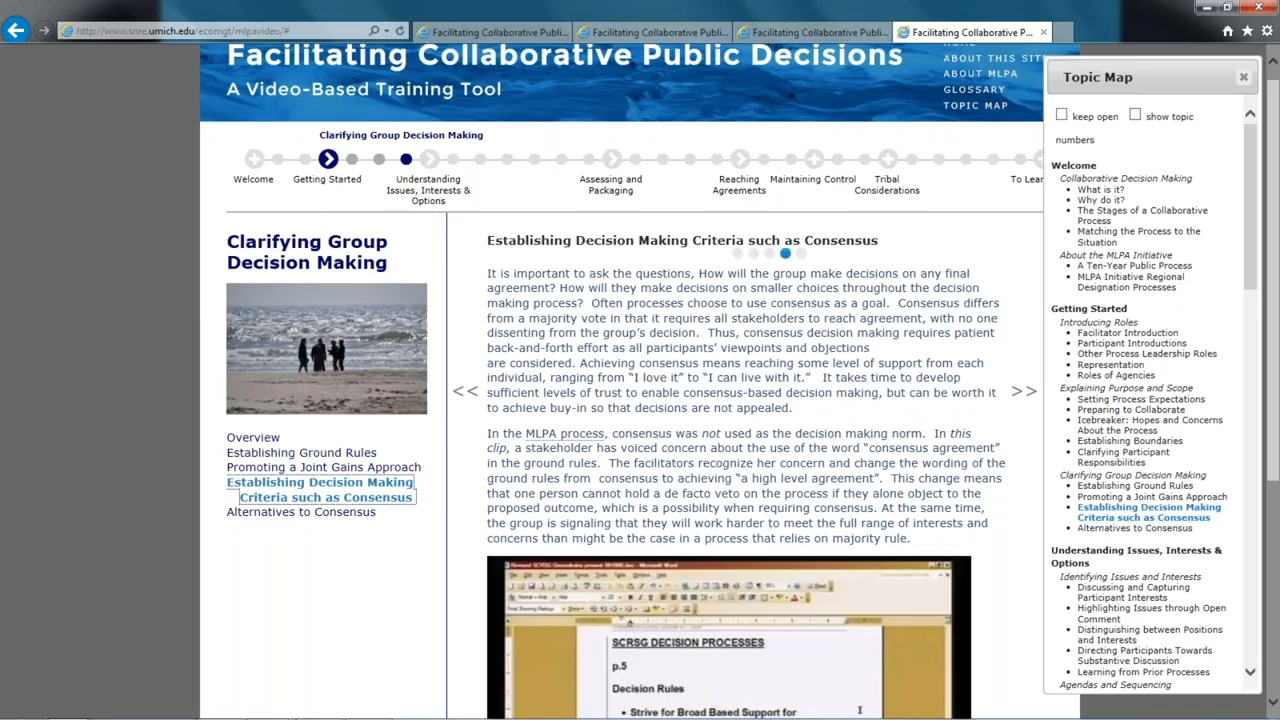 http://www.snre.umich.edu/ecomgt/mlpavideo/#
Facilitating Collaborative Publi...
Facilitating Collaborative Publi...
Facilitating Collaborative Publi...
Facilitating Collaborative P...
Facilitating Collaborative Public Decisions
A Video-Based Training Tool
ABOUT THIS SIT
ABOUT MLPA
GLOSSARY
TOPIC MAP
Clarifying Group Decision Making
Welcome
Getting Started
Understanding
Issues, Interests &
Options
Assessing and
Packaging
Reaching
Agreements
Maintaining Control
Tribal
Considerations
To Lear
Clarifying Group
Decision Making
Overview
Establishing Ground Rules
Promoting a Joint Gains Approach
Establishing Decision Making
Criteria such as Consensus
Alternatives to Consensus
Establishing Decision Making Criteria such as Consensus
It is important to ask the questions, How will the group make decisions on any final
agreement? How will they make decisions on smaller choices throughout the decision
making process?  Often processes choose to use consensus as a goal.  Consensus differs
from a majority vote in that it requires all stakeholders to reach agreement, with no one
dissenting from the group's decision.  Thus, consensus decision making requires patient
back-and-forth effort as all participants' viewpoints and objections
are considered. Achieving consensus means reaching some level of support from each
individual, ranging from "I love it" to "I can live with it."   It takes time to develop
sufficient levels of trust to enable consensus-based decision making, but can be worth it
to achieve buy-in so that decisions are not appealed.
<< >>
In the MLPA process, consensus was not used as the decision making norm.  In this
clip, a stakeholder has voiced concern about the use of the word "consensus agreement"
in the ground rules.  The facilitators recognize her concern and change the wording of the
ground rules from  consensus to achieving "a high level agreement".  This change means
that one person cannot hold a de facto veto on the process if they alone object to the
proposed outcome, which is a possibility when requiring consensus. At the same time,
the group is signaling that they will work harder to meet the full range of interests and
concerns than might be the case in a process that relies on majority rule.
SCRSG DECISION PROCESSES
p.5
Decision Rules
• Strive for Broad Based Support for
Topic Map
keep open
show topic
numbers
Welcome
Collaborative Decision Making
• What is it?
• Why do it?
• The Stages of a Collaborative
Process
• Matching the Process to the
Situation
About the MLPA Initiative
• A Ten-Year Public Process
• MLPA Initiative Regional
Designation Processes
Getting Started
Introducing Roles
• Facilitator Introduction
• Participant Introductions
• Other Process Leadership Roles
• Representation
• Roles of Agencies
Explaining Purpose and Scope
• Setting Process Expectations
• Preparing to Collaborate
• Icebreaker: Hopes and Concerns
About the Process
• Establishing Boundaries
• Clarifying Participant
Responsibilities
Clarifying Group Decision Making
• Establishing Ground Rules
• Promoting a Joint Gains Approach
• Establishing Decision Making
Criteria such as Consensus
• Alternatives to Consensus
Understanding Issues, Interests &
Options
Identifying Issues and Interests
• Discussing and Capturing
Participant Interests
• Highlighting Issues through Open
Comment
• Distinguishing between Positions
and Interests
• Directing Participants Towards
Substantive Discussion
• Learning from Prior Processes
Agendas and Sequencing